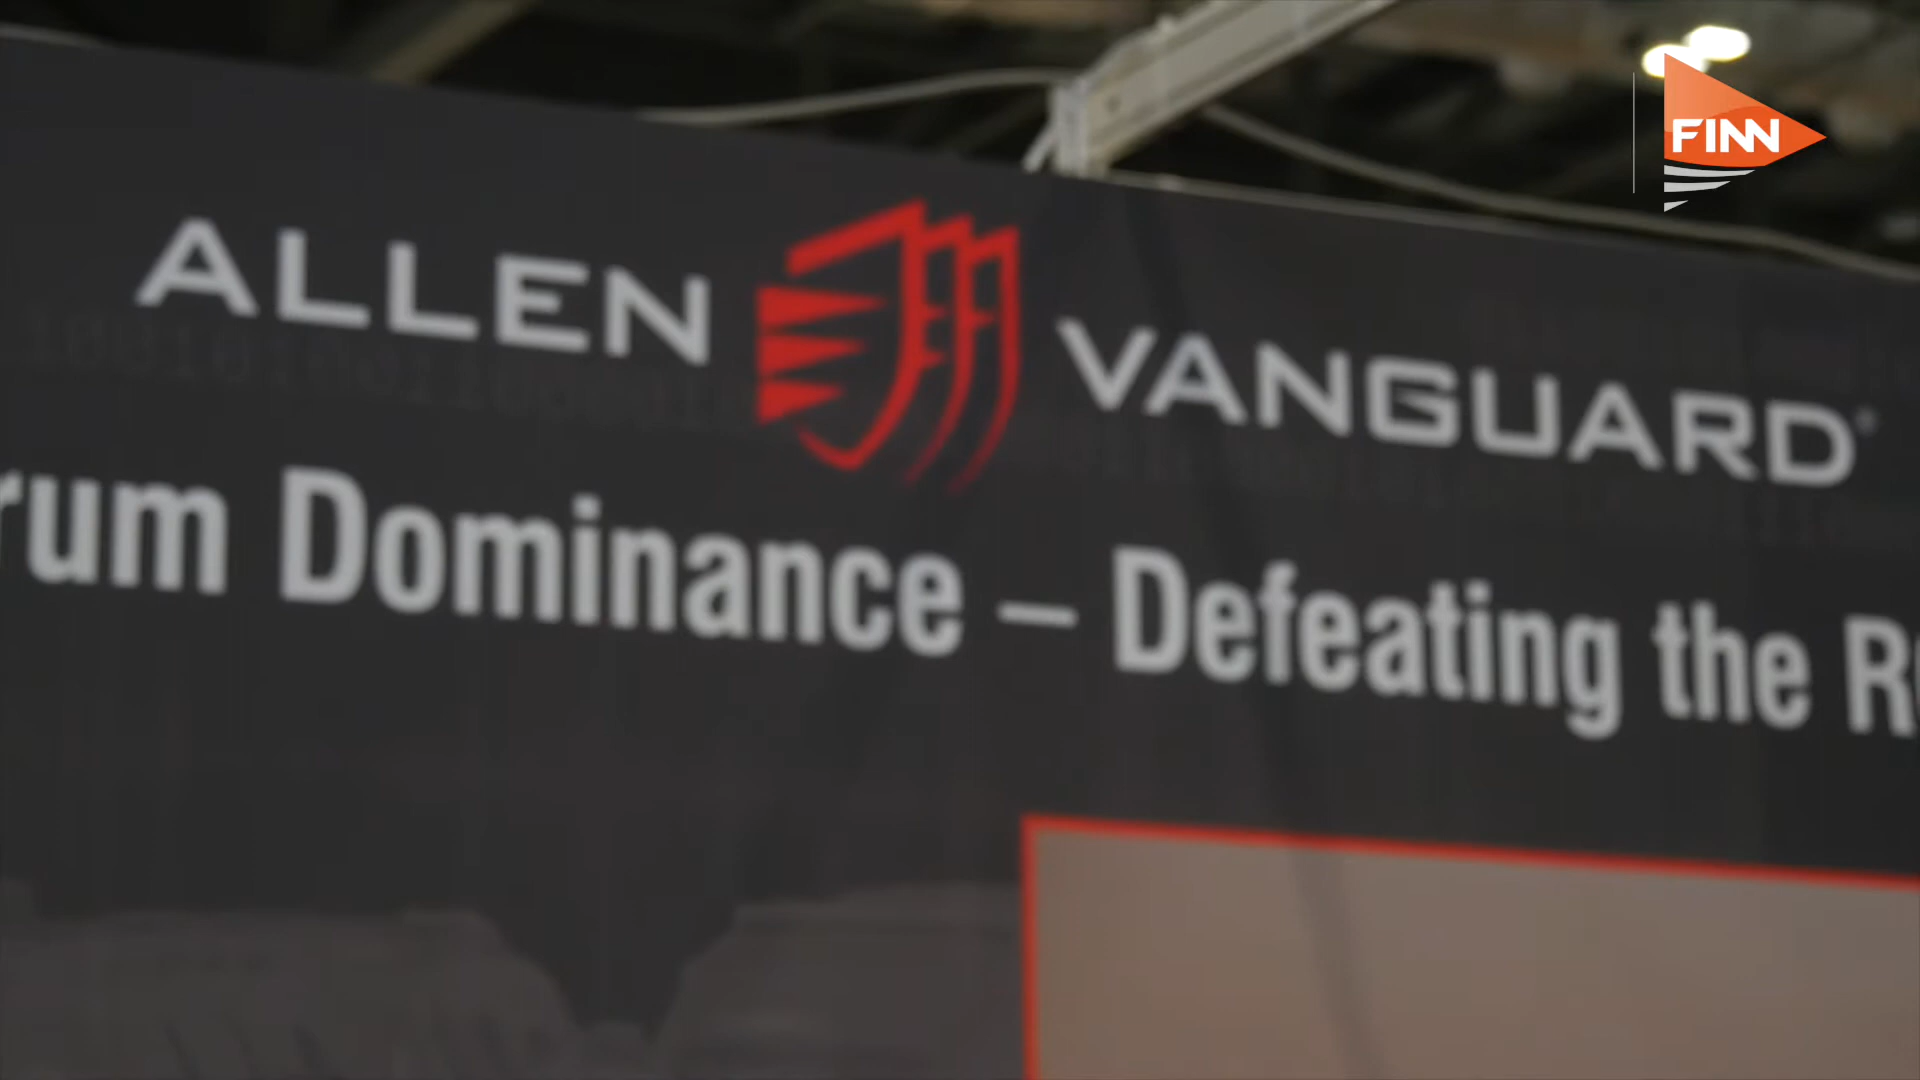 FINN
ALLEN VANGUARD®
rum Dominance – Defeating the R